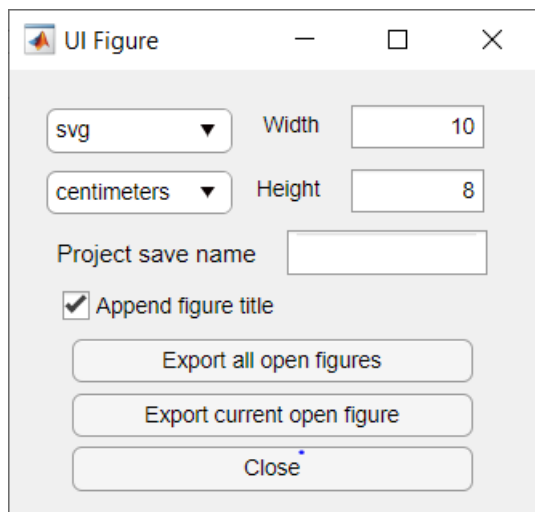 UI Figure
svg Width 10
centimeters Height 8
Project save name
Append figure title
Export all open figures
Export current open figure
Close